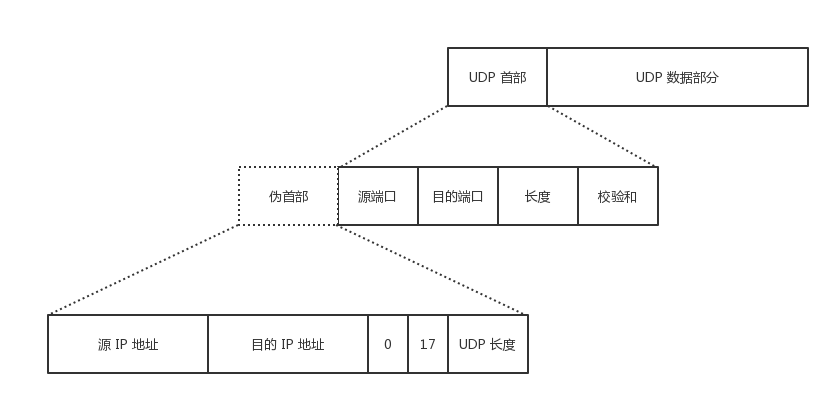 UDP 首部
UDP 数据部分
伪首部
源端口
目的端口
长度
校验和
源 IP 地址
目的 IP 地址
0
17
UDP 长度